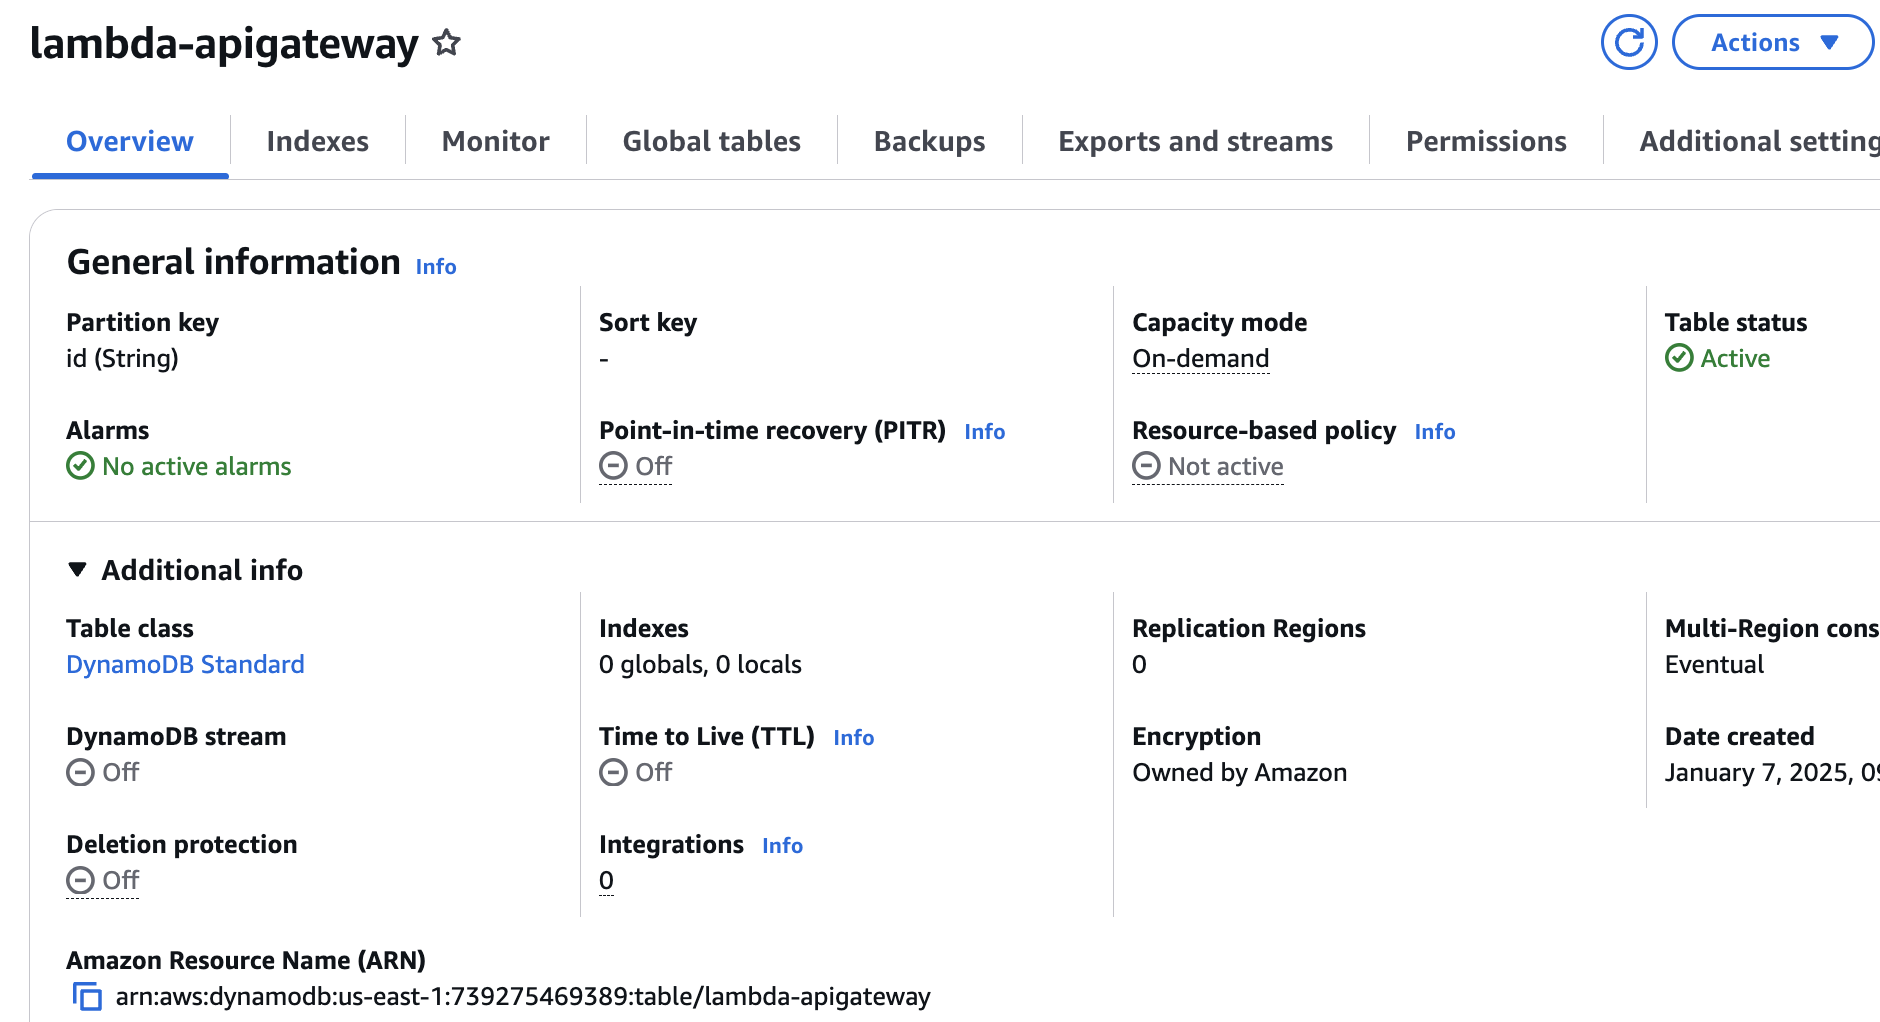 lambda-apigateway
Actions
Overview Indexes Monitor Global tables Backups Exports and streams Permissions Additional setting
General information Info
Partition key
id (String)
Sort key
-
Capacity mode
On-demand
Table status
Active
Alarms
No active alarms
Point-in-time recovery (PITR) Info
Off
Resource-based policy Info
Not active
Additional info
Table class
DynamoDB Standard
Indexes
0 globals, 0 locals
Replication Regions
0
Multi-Region cons
Eventual
DynamoDB stream
Off
Time to Live (TTL) Info
Off
Encryption
Owned by Amazon
Date created
January 7, 2025, 09
Deletion protection
Off
Integrations Info
0
Amazon Resource Name (ARN)
arn:aws:dynamodb:us-east-1:739275469389:table/lambda-apigateway